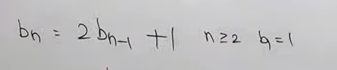 bₙ = 2bₙ₋₁ + 1 n ≥ 2 b₁ = 1